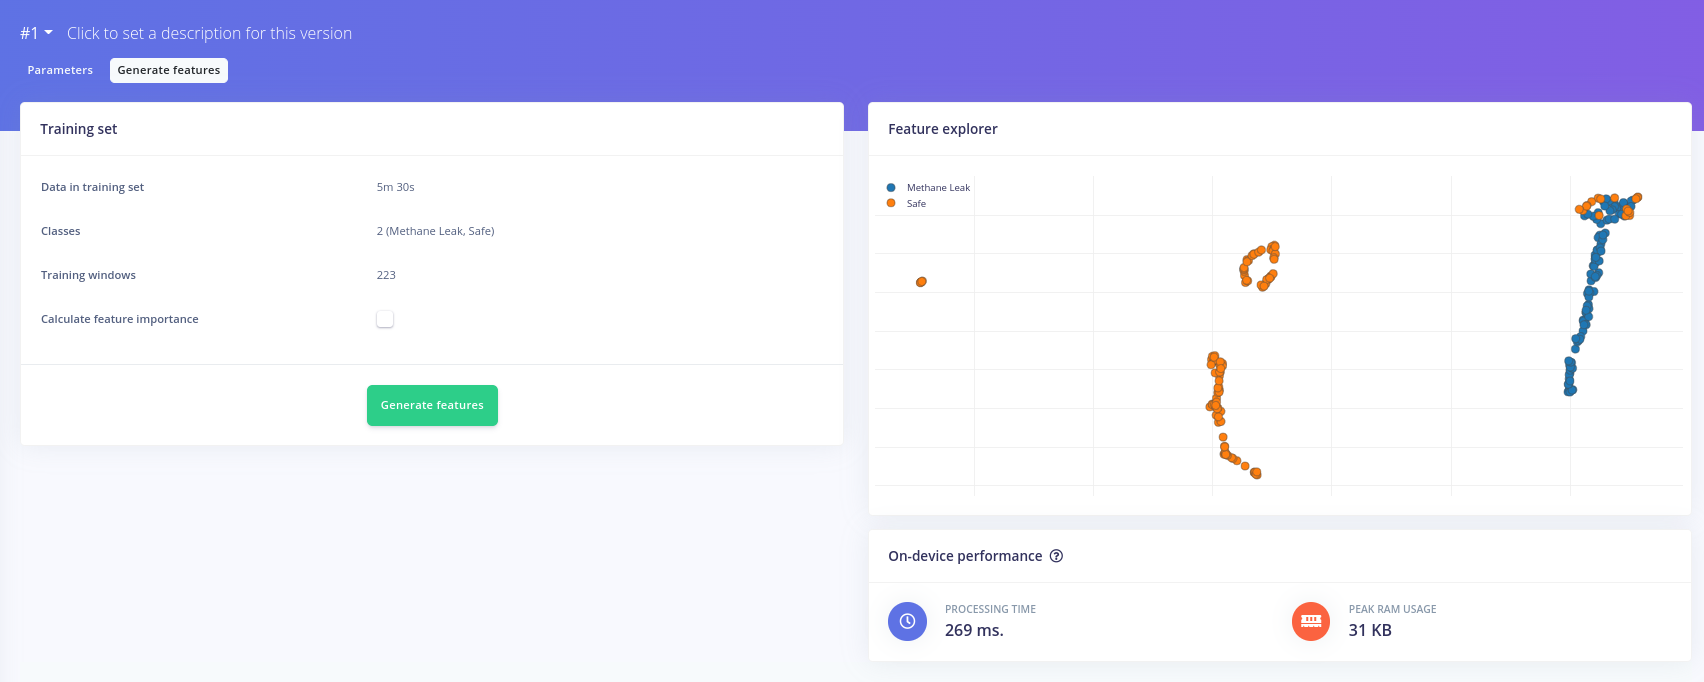 #1 Click to set a description for this version
Parameters Generate features
Training set
Data in training set 5m 30s
Classes 2 (Methane Leak, Safe)
Training windows 223
Calculate feature importance
Generate features
Feature explorer
Methane Leak
Safe
On-device performance
PROCESSING TIME
269 ms.
PEAK RAM USAGE
31 KB